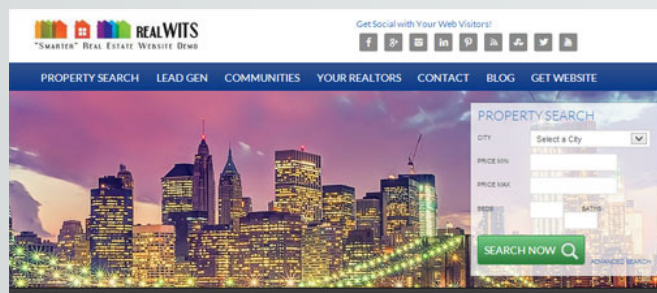 REALWITS
"SMARTER" REAL ESTATE WEBSITE DEMO
Get Social with Your Web Visitors!
PROPERTY SEARCH LEAD GEN COMMUNITIES YOUR REALTORS CONTACT BLOG GET WEBSITE
PROPERTY SEARCH
CITY Select a City
PRICE MIN
PRICE MAX
BEDS BATHS
SEARCH NOW
ADVANCED SEARCH